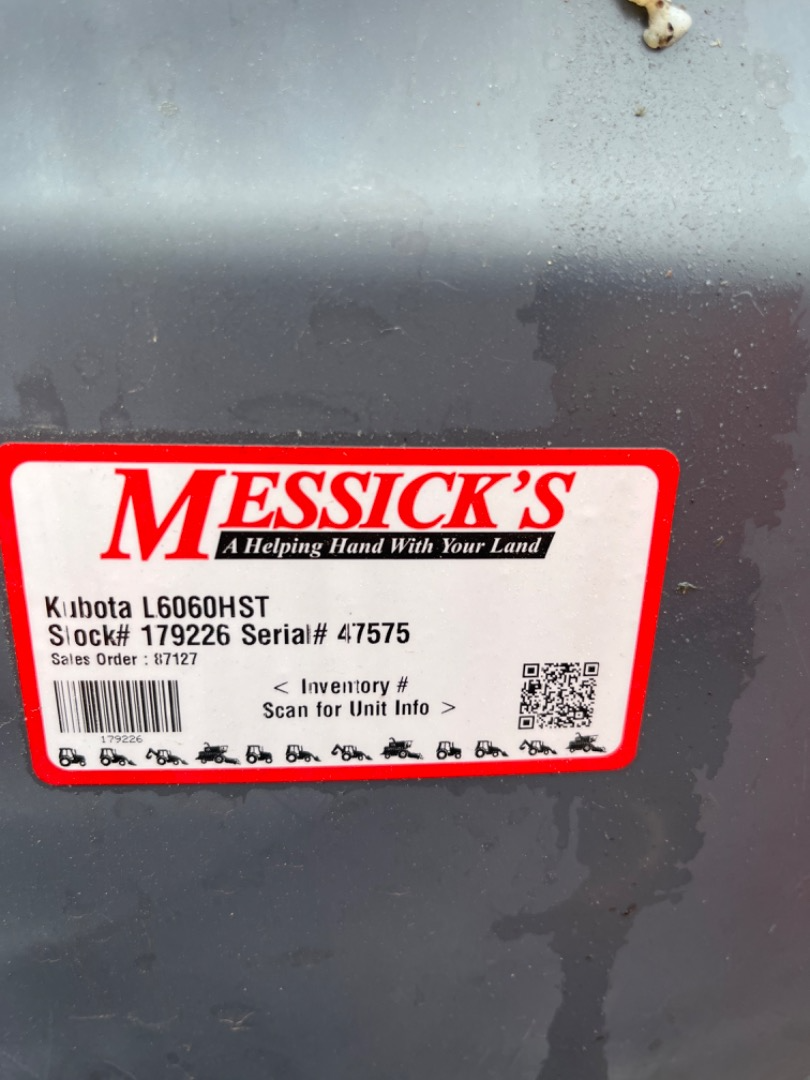 MESSICK'S
A Helping Hand With Your Land
Kubota L6060HST
Stock# 179226 Serial# 47575
Sales Order : 87127
< Inventory #
Scan for Unit Info >
179226